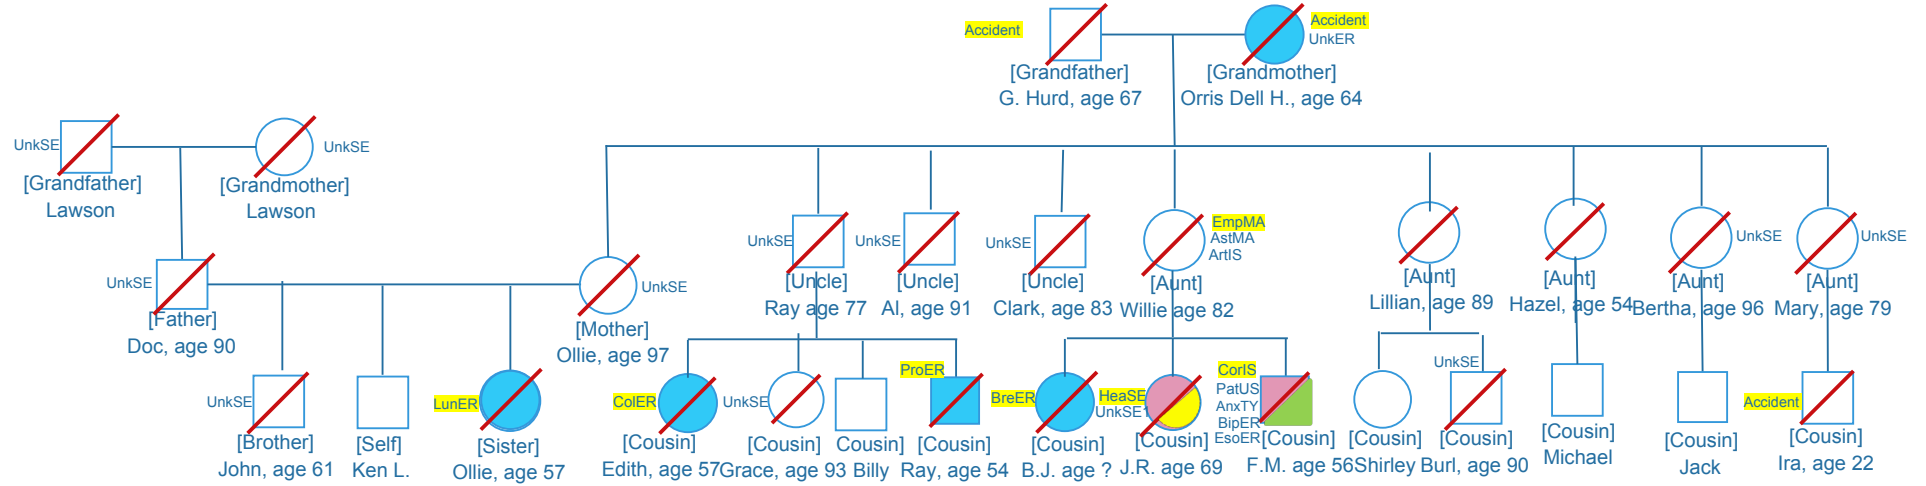 Accident
[Grandfather]
G. Hurd, age 67
Accident
UnkER
[Grandmother]
Orris Dell H., age 64
UnkSE
[Grandfather]
Lawson
UnkSE
[Grandmother]
Lawson
UnkSE
[Father]
Doc, age 90
UnkSE
[Mother]
Ollie, age 97
UnkSE
[Uncle]
Ray age 77
UnkSE
[Uncle]
Al, age 91
UnkSE
[Uncle]
Clark, age 83
EmpMA
AstMA
ArtIS
[Aunt]
Willie age 82
[Aunt]
Lillian, age 89
[Aunt]
Hazel, age 54
UnkSE
[Aunt]
Bertha, age 96
UnkSE
[Aunt]
Mary, age 79
UnkSE
[Brother]
John, age 61
[Self]
Ken L.
LunER
[Sister]
Ollie, age 57
ColER
[Cousin]
Edith, age 57
UnkSE
[Cousin]
Grace, age 93
Cousin]
Billy
ProER
[Cousin]
Ray, age 54
BreER
[Cousin]
B.J. age ?
HeaSE
UnkSE1
[Cousin]
J.R. age 69
CorIS
PatUS
AnxTY
BipER
EsoER
[Cousin]
F.M. age 56
[Cousin]
Shirley
UnkSE
[Cousin]
Burl, age 90
[Cousin]
Michael
[Cousin]
Jack
Accident
[Cousin]
Ira, age 22